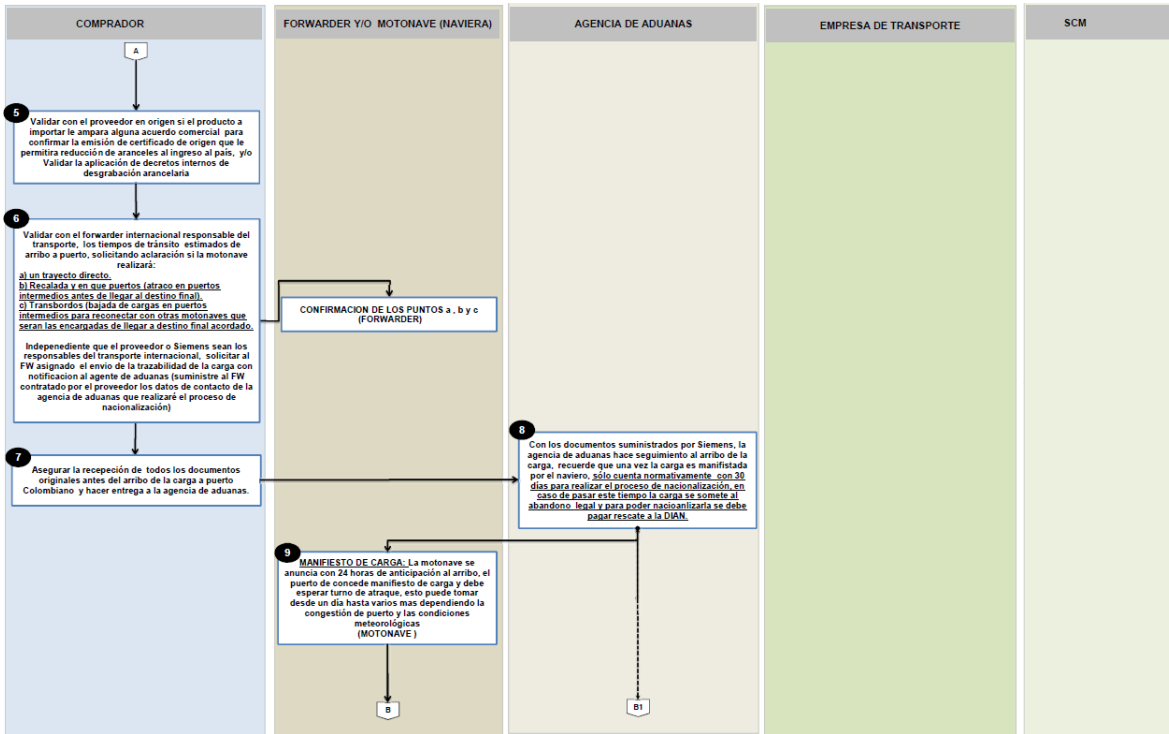 COMPRADOR
FORWARDER Y/O MOTONAVE (NAVIERA)
AGENCIA DE ADUANAS
EMPRESA DE TRANSPORTE
SCM
A
5
Validar con el proveedor en origen si el producto a
importar le ampara alguna acuerdo comercial para
confirmar la emisión de certificado de origen que le
permitira reducción de aranceles al ingreso al país, y/o
Validar la aplicación de decretos internos de
desgrabación arancelaria
6
Validar con el forwarder internacional responsable del
transporte, los tiempos de tránsito estimados de
arribo a puerto, solicitando aclaración si la motonave
realizará:
a) un trayecto directo.
b) Recalada y en que puertos (atraco en puertos
intermedios antes de llegar al destino final).
c) Transbordos (bajada de cargas en puertos
intermedios para reconectar con otras motonaves que
seran las encargadas de llegar a destino final acordado.
Indepenediente que el proveedor o Siemens sean los
responsables del transporte internacional, solicitar al
FW asignado el envio de la trazabilidad de la carga con
notificacion al agente de aduanas (suministre al FW
contratado por el proveedor los datos de contacto de la
agencia de aduanas que realizaré el proceso de
nacionalización)
CONFIRMACION DE LOS PUNTOS a , b y c
(FORWARDER)
7
Asegurar la recepeción de todos los documentos
originales antes del arribo de la carga a puerto
Colombiano y hacer entrega a la agencia de aduanas.
8
Con los documentos suministrados por Siemens, la
agencia de aduanas hace seguimiento al arribo de la
carga, recuerde que una vez la carga es manifistada
por el naviero, sólo cuenta normativamente con 30
días para realizar el proceso de nacionalización, en
caso de pasar este tiempo la carga se somete al
abandono legal y para poder nacioanlizarla se debe
pagar rescate a la DIAN.
9
MANIFIESTO DE CARGA: La motonave se
anuncia con 24 horas de anticipación al arribo, el
puerto de concede manifiesto de carga y debe
esperar turno de atraque, esto puede tomar
desde un día hasta varios mas dependiendo la
congestión de puerto y las condiciones
meteorológicas
(MOTONAVE )
B
B1